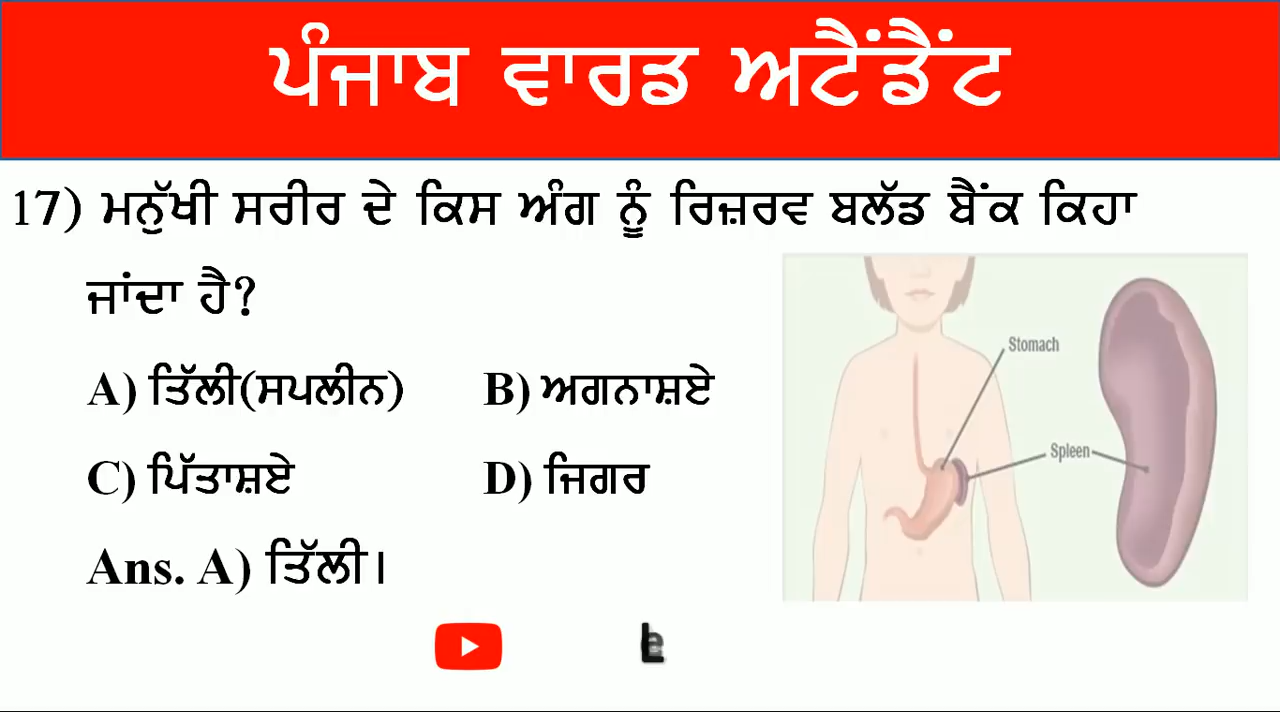 ਪੰਜਾਬ ਵਾਰਡ ਅਟੈਂਡੈਂਟ
17) ਮਨੁੱਖੀ ਸਰੀਰ ਦੇ ਕਿਸ ਅੰਗ ਨੂੰ ਰਿਜ਼ਰਵ ਬਲੱਡ ਬੈਂਕ ਕਿਹਾ
ਜਾਂਦਾ ਹੈ?
A) ਤਿੱਲੀ(ਸਪਲੀਨ) B) ਅਗਨਾਸ਼ਏ
C) ਪਿੱਤਾਸ਼ਏ D) ਜਿਗਰ
Ans. A) ਤਿੱਲੀ।
Stomach
Spleen